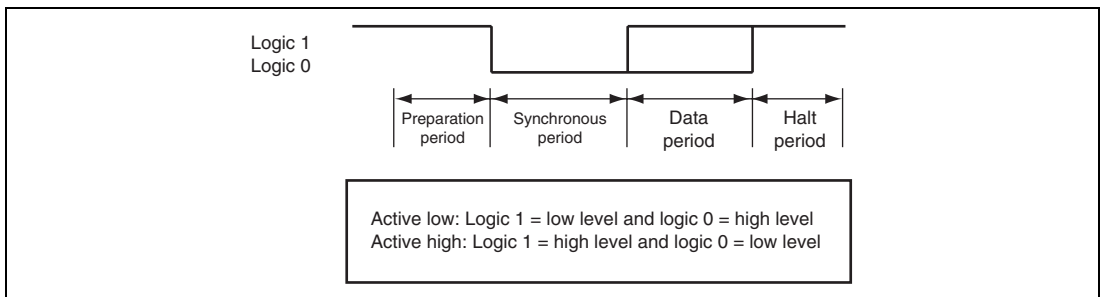 Logic 1
Logic 0
Preparation period
Synchronous period
Data period
Halt period
Active low: Logic 1 = low level and logic 0 = high level
Active high: Logic 1 = high level and logic 0 = low level